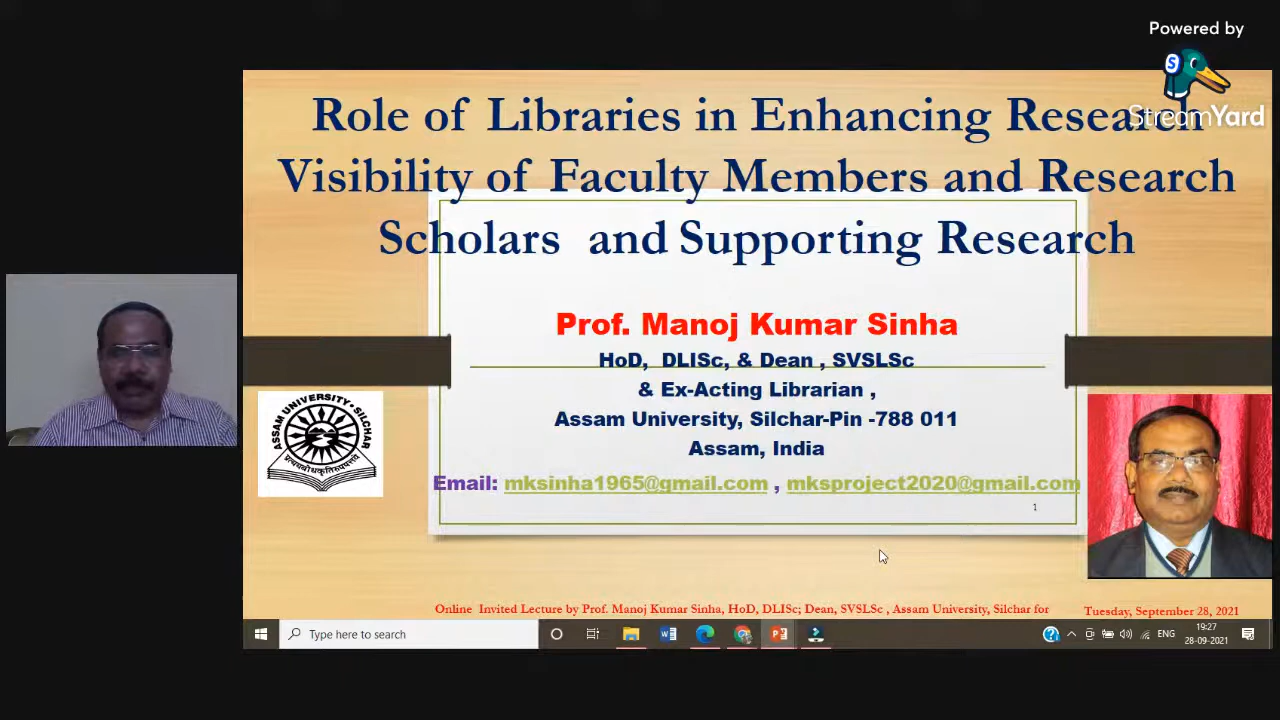 Powered by
StreamYard
Role of Libraries in Enhancing Research
Visibility of Faculty Members and Research
Scholars and Supporting Research
Prof. Manoj Kumar Sinha
HoD, DLISc, & Dean , SVSLSc
& Ex-Acting Librarian ,
Assam University, Silchar-Pin -788 011
Assam, India
Email: mksinha1965@gmail.com , mksproject2020@gmail.com
1
ASSAM UNIVERSITY·SILCHAR
Online Invited Lecture by Prof. Manoj Kumar Sinha, HoD, DLISc; Dean, SVSLSc , Assam University, Silchar for
Tuesday, September 28, 2021
Type here to search
ENG
19:27
28-09-2021